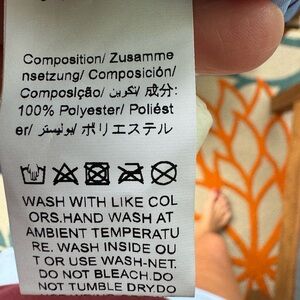 Composition/ Zusamme
nsetzung/ Composición/
Composição/ تكوين/ 成分:
100% Polyester/ Poliést
er/ بوليستر/ ポリエステル
WASH WITH LIKE COL
ORS.HAND WASH AT
AMBIENT TEMPERATU
RE. WASH INSIDE OU
T OR USE WASH-NET.
DO NOT BLEACH.DO
NOT TUMBLE DRYDO